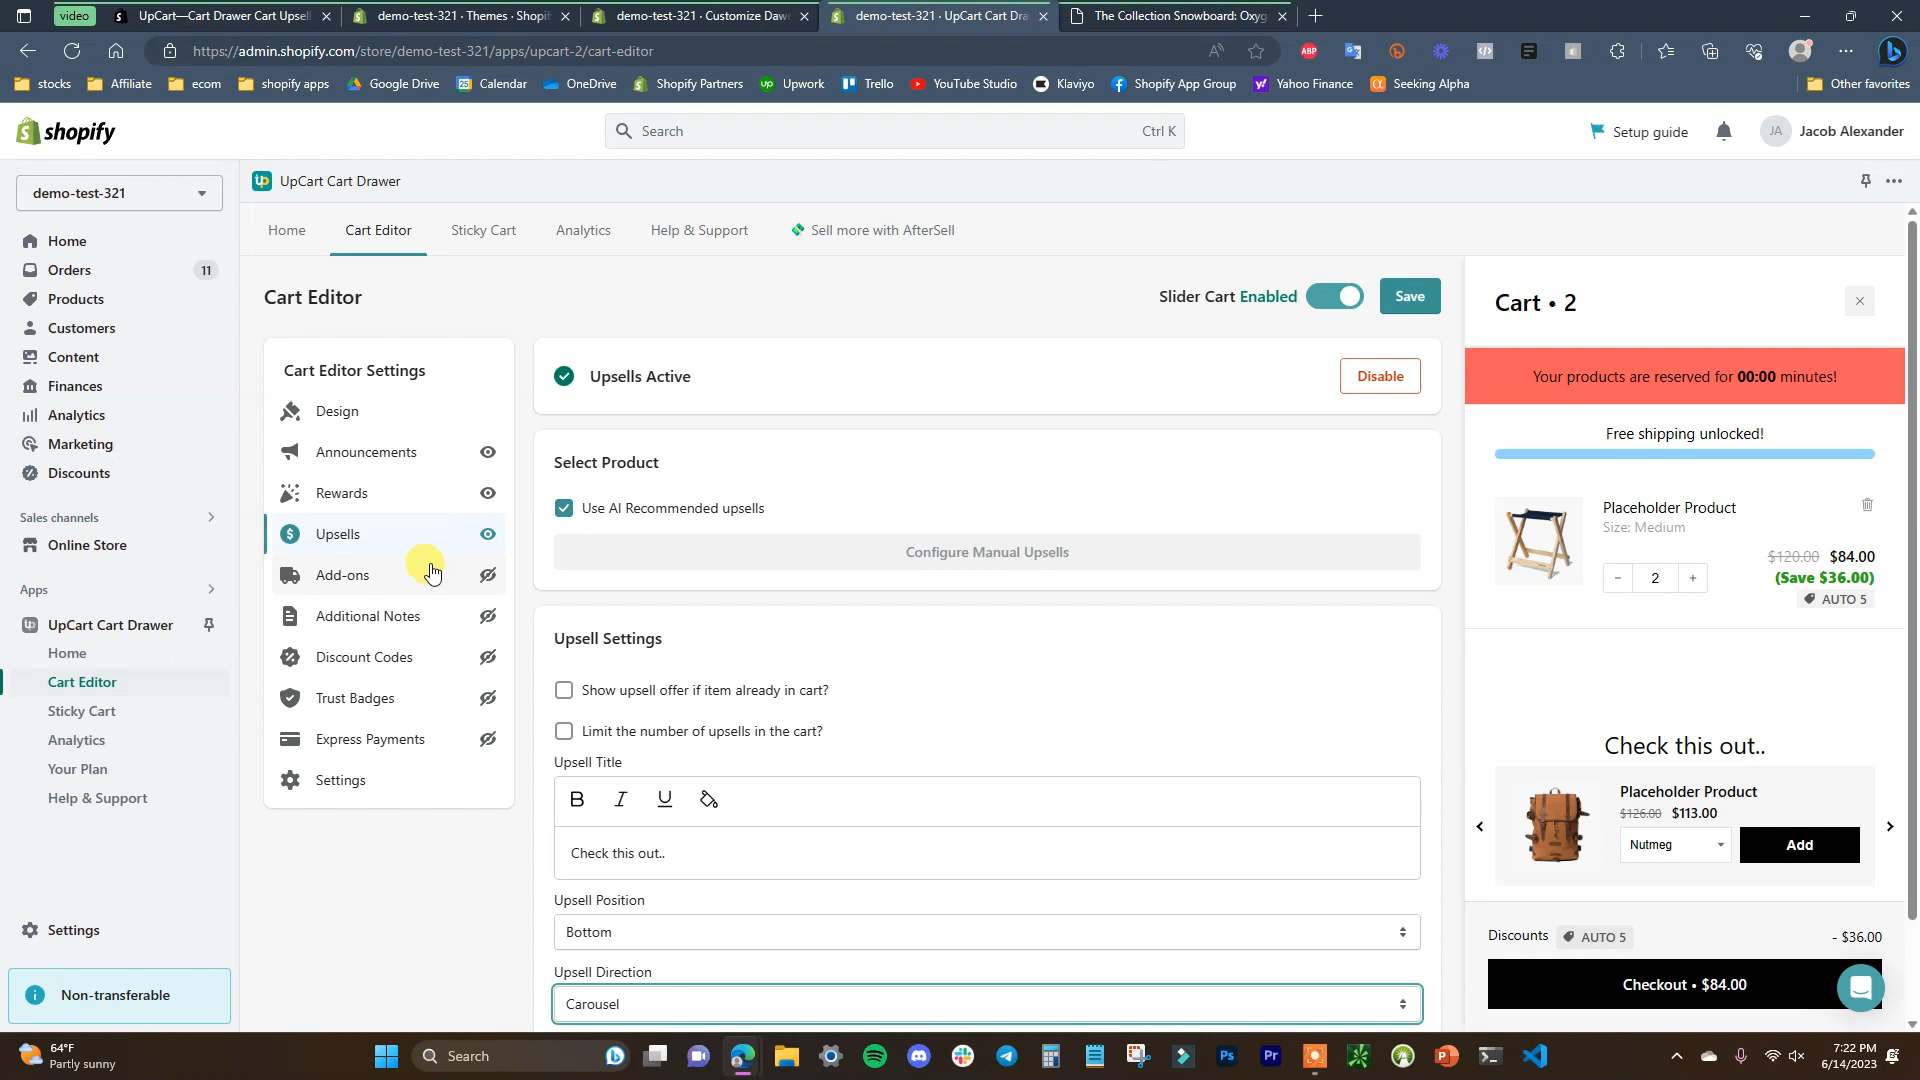 video
UpCart—Cart Drawer Cart Upsell
demo-test-321 · Themes · Shopif
demo-test-321 · Customize Daw
demo-test-321 · UpCart Cart Dra
The Collection Snowboard: Oxyg
https://admin.shopify.com/store/demo-test-321/apps/upcart-2/cart-editor
stocks
Affiliate
ecom
shopify apps
Google Drive
Calendar
OneDrive
Shopify Partners
Upwork
Trello
YouTube Studio
Klaviyo
Shopify App Group
Yahoo Finance
Seeking Alpha
Other favorites
shopify
Search
Ctrl K
Setup guide
JA
Jacob Alexander
demo-test-321
Home
Orders
11
Products
Customers
Content
Finances
Analytics
Marketing
Discounts
Sales channels
Online Store
Apps
UpCart Cart Drawer
Home
Cart Editor
Sticky Cart
Analytics
Your Plan
Help & Support
Settings
Non-transferable
UpCart Cart Drawer
Home
Cart Editor
Sticky Cart
Analytics
Help & Support
Sell more with AfterSell
Cart Editor
Slider Cart Enabled
Save
Cart Editor Settings
Design
Announcements
Rewards
Upsells
Add-ons
Additional Notes
Discount Codes
Trust Badges
Express Payments
Settings
Upsells Active
Disable
Select Product
Use AI Recommended upsells
Configure Manual Upsells
Upsell Settings
Show upsell offer if item already in cart?
Limit the number of upsells in the cart?
Upsell Title
B I U
Check this out..
Upsell Position
Bottom
Upsell Direction
Carousel
Cart • 2
Your products are reserved for 00:00 minutes!
Free shipping unlocked!
Placeholder Product
Size: Medium
$120.00 $84.00
(Save $36.00)
AUTO 5
- 2 +
Check this out..
Placeholder Product
$126.00 $113.00
Nutmeg
Add
Discounts
AUTO 5
- $36.00
Checkout • $84.00
64°F
Partly sunny
Search
7:22 PM
6/14/2023